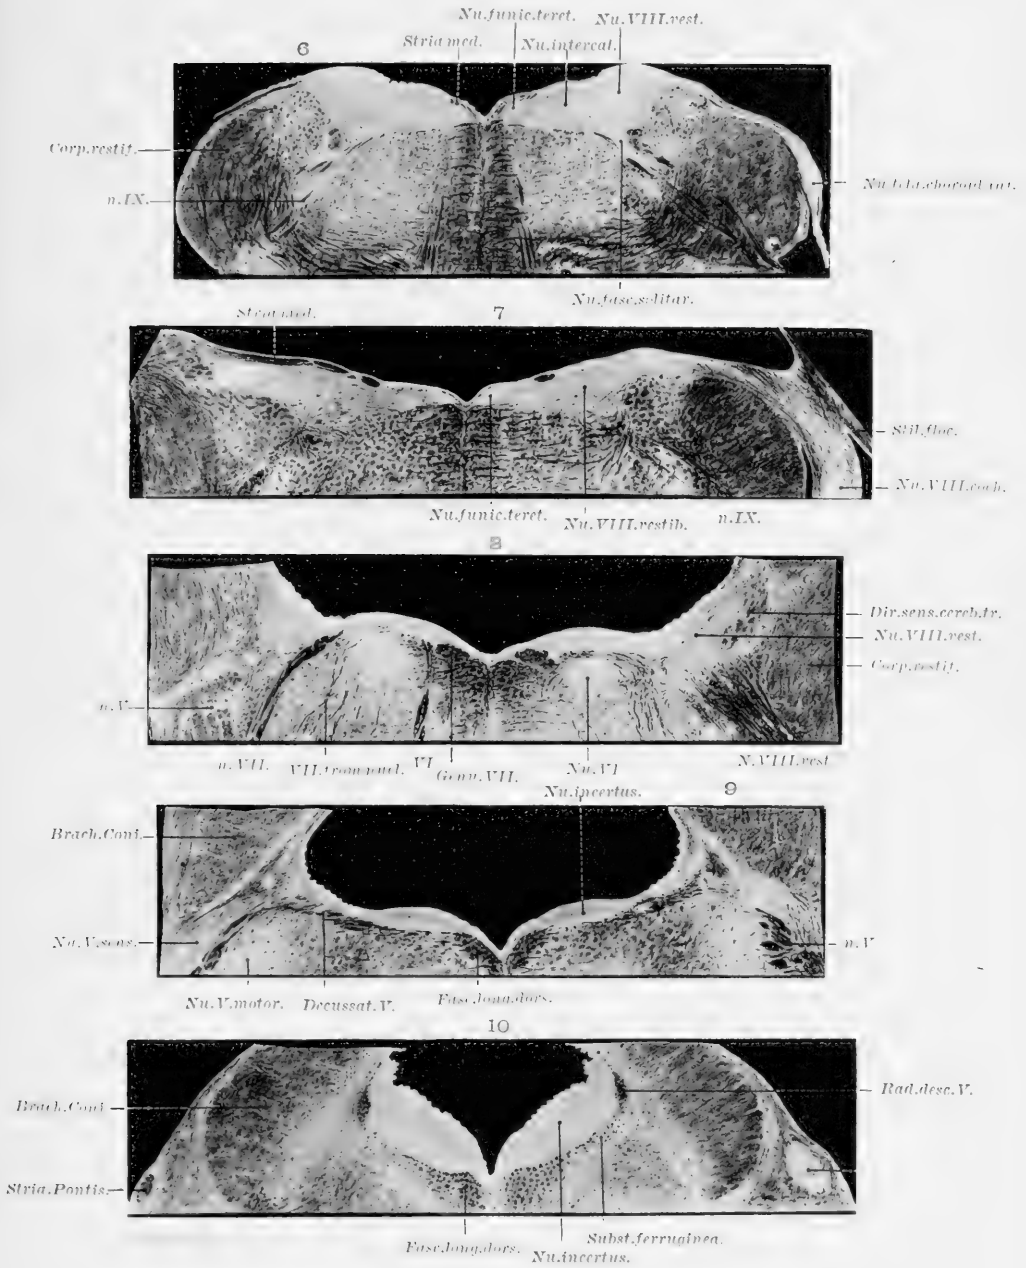 Nu.funic.teret. Nu.VIII.vest.
6 Stria med. Nu.intercal.
Corp.restif.
n.IX.
Nu.fasc.solitar.
Stria med. 7
Stil.floc.
Nu.VIII.coch.
Nu.funic.teret. Nu.VIII.vestib. n.IX.
8
Dir.sens.cereb.tr.
Nu.VIII.vest.
Corp.restif.
n.V.
n.VII. VI Genu.VII. Nu.VI N.VIII.vest
Nu.incertus. 9
Brach.Conj.
Nu.V.sens. n.V
Nu.V.motor. Decussat.V. Fasc.long.dors.
10
Brach.Conj Rad.desc.V.
Stria.Pontis.
Fasc.long.dors. Subst.ferruginea.
Nu.incertus.